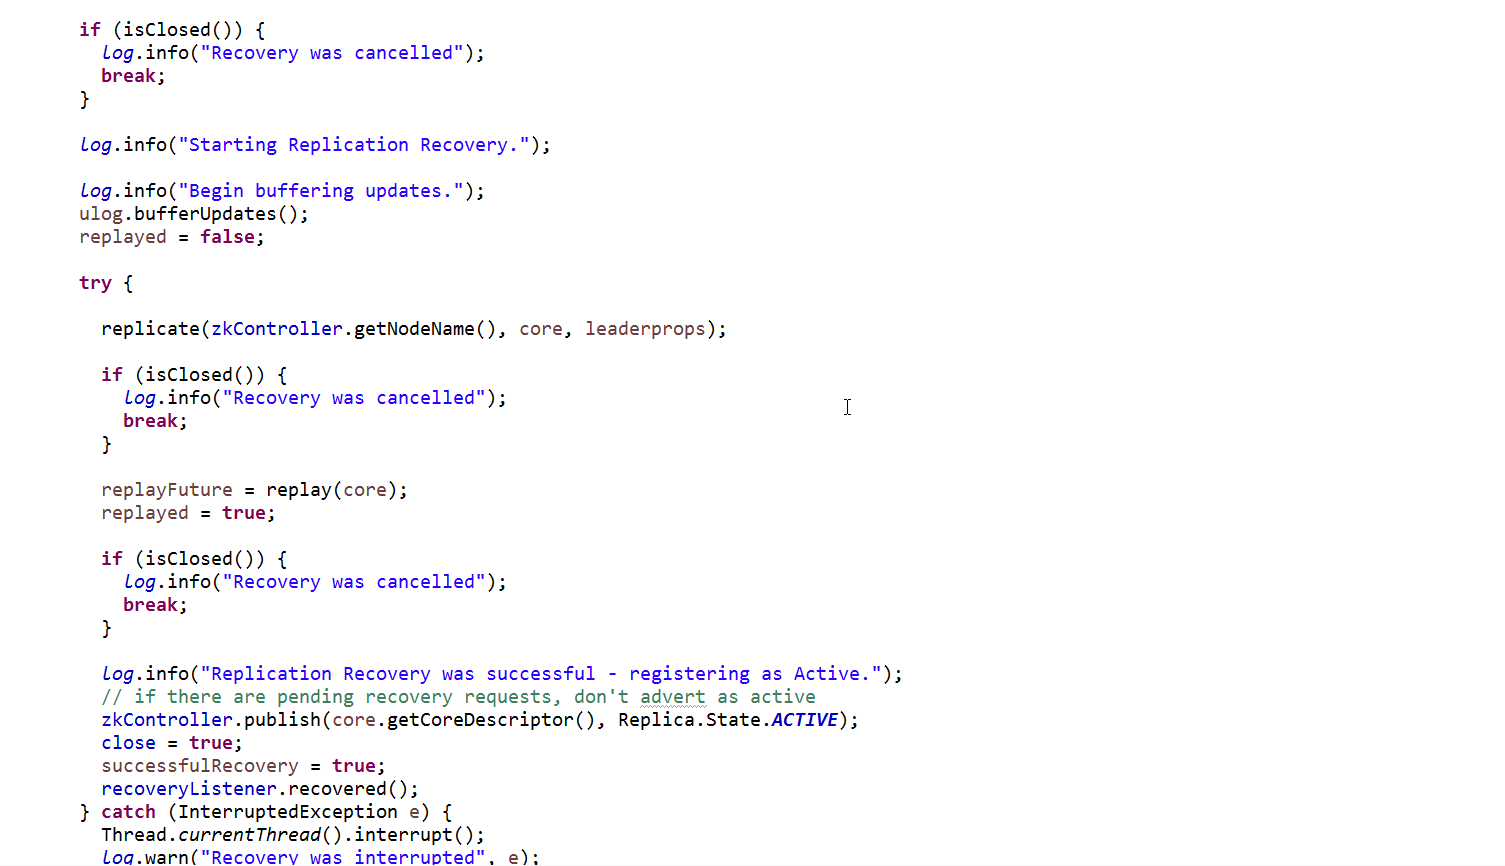 if (isClosed()) {
log.info("Recovery was cancelled");
break;
}
log.info("Starting Replication Recovery.");
log.info("Begin buffering updates.");
ulog.bufferUpdates();
replayed = false;
try {
replicate(zkController.getNodeName(), core, leaderprops);
if (isClosed()) {
log.info("Recovery was cancelled");
break;
}
replayFuture = replay(core);
replayed = true;
if (isClosed()) {
log.info("Recovery was cancelled");
break;
}
log.info("Replication Recovery was successful - registering as Active.");
// if there are pending recovery requests, don't advert as active
zkController.publish(core.getCoreDescriptor(), Replica.State.ACTIVE);
close = true;
successfulRecovery = true;
recoveryListener.recovered();
} catch (InterruptedException e) {
Thread.currentThread().interrupt();
log.warn("Recovery was interrupted", e);